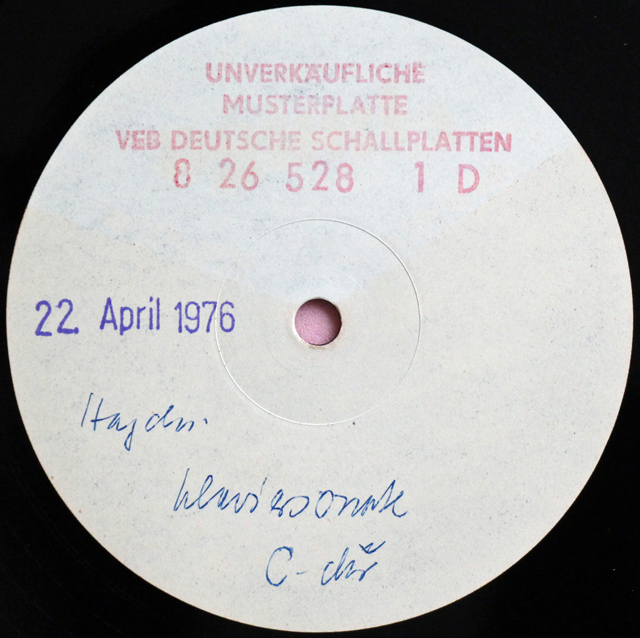 UNVERKÄUFLICHE
MUSTERPLATTE
VEB DEUTSCHE SCHALLPLATTEN
8 26 528 1 D
22. April 1976
Haydn.
Klaviersonate
C-dur